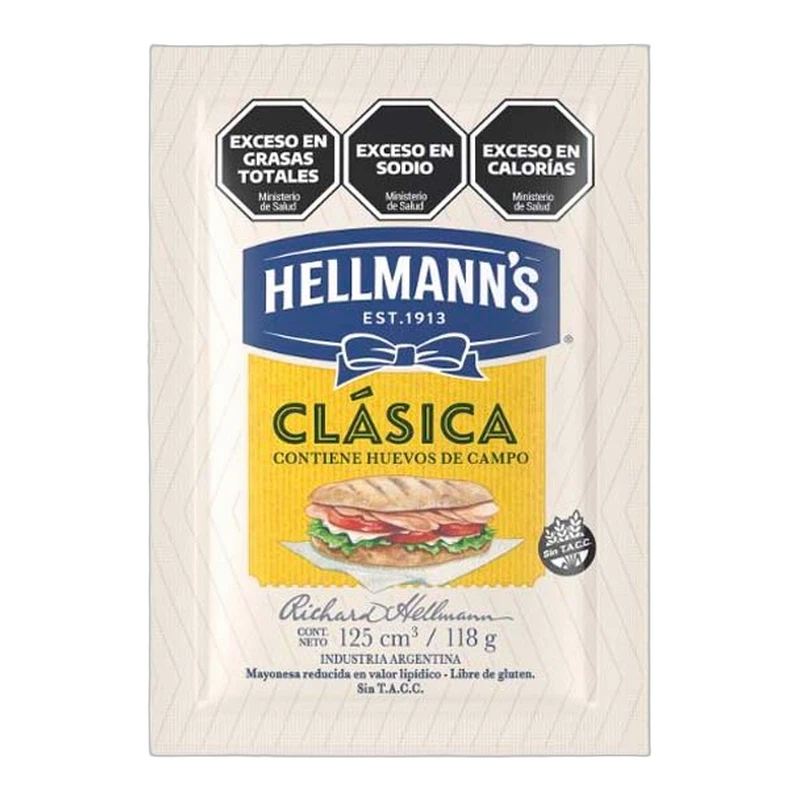 EXCESO EN
GRASAS
TOTALES
Ministerio
de Salud
EXCESO EN
SODIO
Ministerio
de Salud
EXCESO EN
CALORÍAS
Ministerio
de Salud
HELLMANN'S
EST.1913
®
CLÁSICA
CONTIENE HUEVOS DE CAMPO
Sin T.A.C.C.
Richard Hellmann
CONT.
NETO 125 cm³ / 118 g
INDUSTRIA ARGENTINA
Mayonesa reducida en valor lipídico - Libre de gluten.
Sin T.A.C.C.